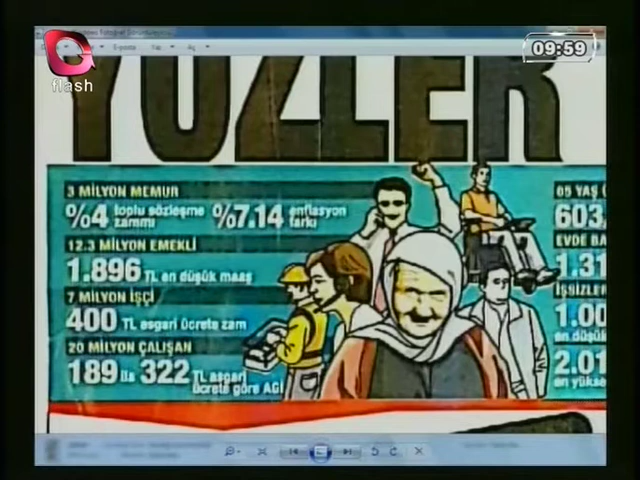 flash
09:59
E-posta
YÜZLER
3 MİLYON MEMUR
%4 toplu sözleşme zammı %7.14 enflasyon farkı
12.3 MİLYON EMEKLİ
1.896 TL en düşük maaş
7 MİLYON İŞÇİ
400 TL asgari ücrete zam
20 MİLYON ÇALIŞAN
189 ila 322 TL asgari ücrete göre AGİ
65 YAŞ
603
EVDE BA
1.31
İŞSİZLER
1.00
en düşük
2.01
en yükse